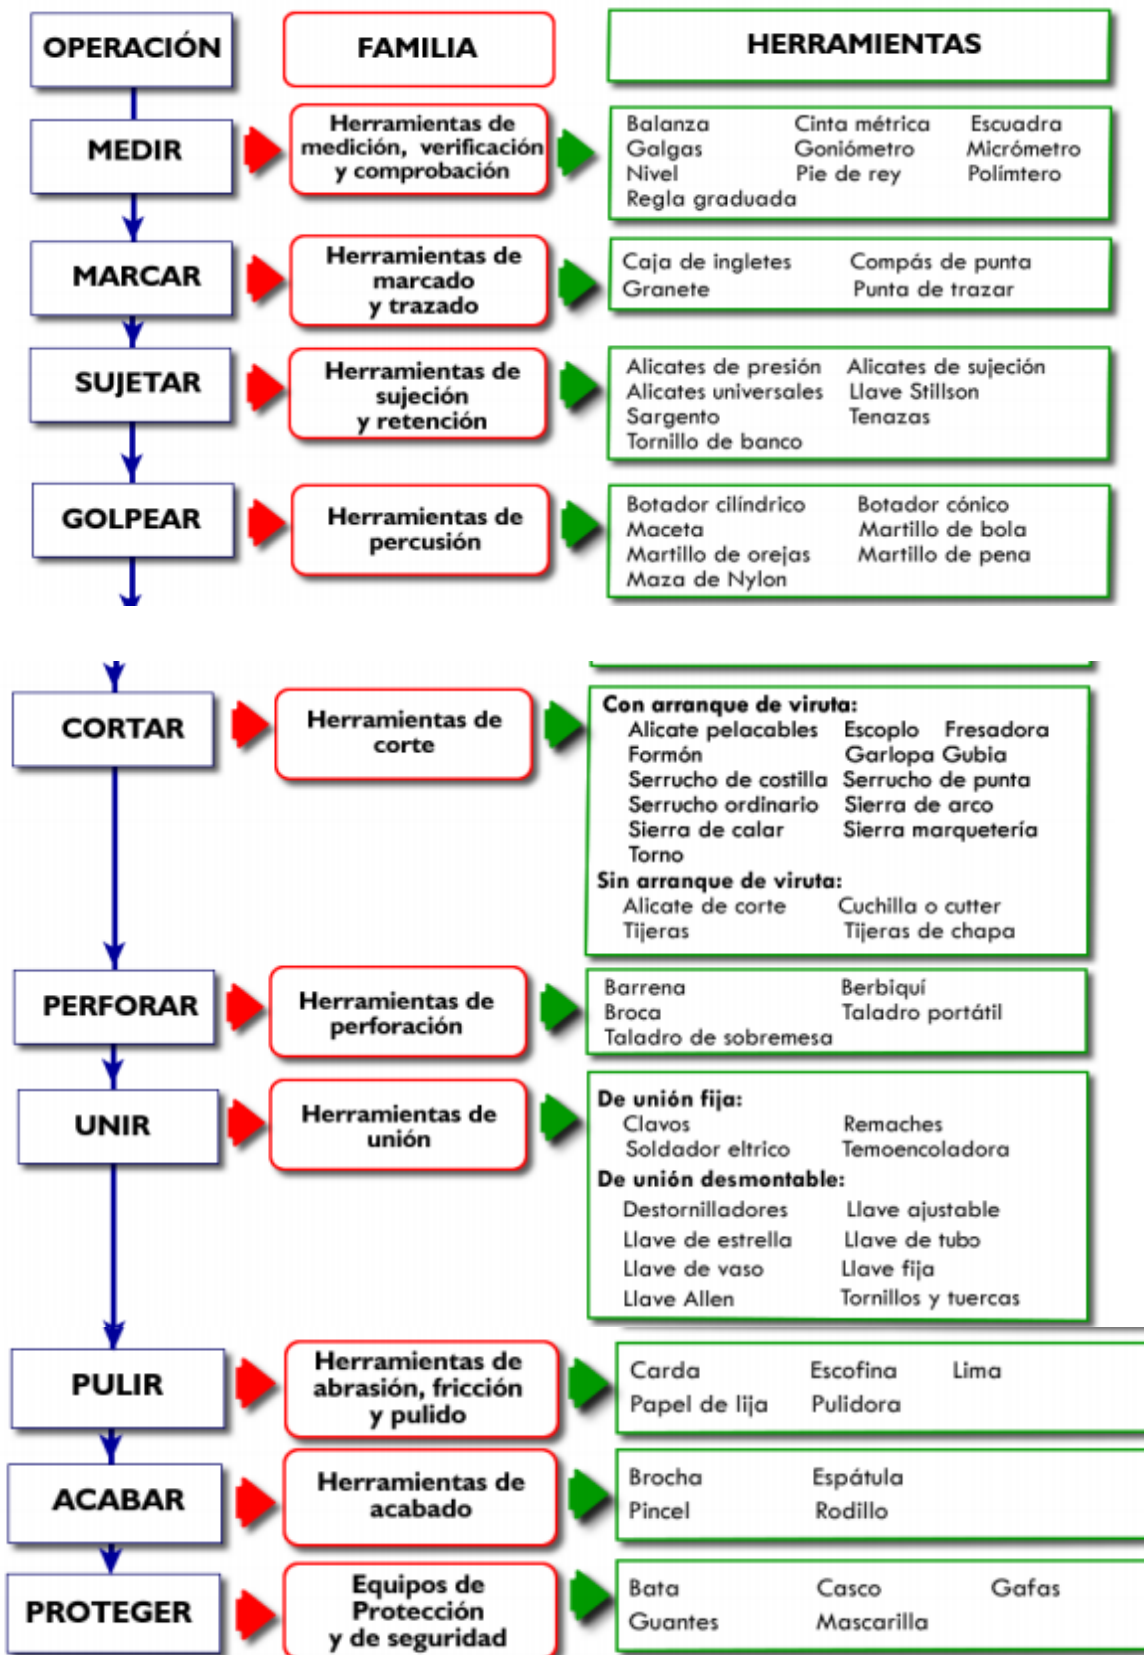 OPERACIÓN
FAMILIA
HERRAMIENTAS
MEDIR
Herramientas de
medición, verificación
y comprobación
Balanza Cinta métrica Escuadra
Galgas Goniómetro Micrómetro
Nivel Pie de rey Polímtero
Regla graduada
MARCAR
Herramientas de
marcado
y trazado
Caja de ingletes Compás de punta
Granete Punta de trazar
SUJETAR
Herramientas de
sujeción
y retención
Alicates de presión Alicates de sujeción
Alicates universales Llave Stillson
Sargento Tenazas
Tornillo de banco
GOLPEAR
Herramientas de
percusión
Botador cilíndrico Botador cónico
Maceta Martillo de bola
Martillo de orejas Martillo de pena
Maza de Nylon
CORTAR
Herramientas de
corte
Con arranque de viruta:
Alicate pelacables Escoplo Fresadora
Formón Garlopa Gubia
Serrucho de costilla Serrucho de punta
Serrucho ordinario Sierra de arco
Sierra de calar Sierra marquetería
Torno
Sin arranque de viruta:
Alicate de corte Cuchilla o cutter
Tijeras Tijeras de chapa
PERFORAR
Herramientas de
perforación
Barrena Berbiquí
Broca Taladro portátil
Taladro de sobremesa
UNIR
Herramientas de
unión
De unión fija:
Clavos Remaches
Soldador eltrico Temoencoladora
De unión desmontable:
Destornilladores Llave ajustable
Llave de estrella Llave de tubo
Llave de vaso Llave fija
Llave Allen Tornillos y tuercas
PULIR
Herramientas de
abrasión, fricción
y pulido
Carda Escofina Lima
Papel de lija Pulidora
ACABAR
Herramientas de
acabado
Brocha Espátula
Pincel Rodillo
PROTEGER
Equipos de
Protección
y de seguridad
Bata Casco Gafas
Guantes Mascarilla